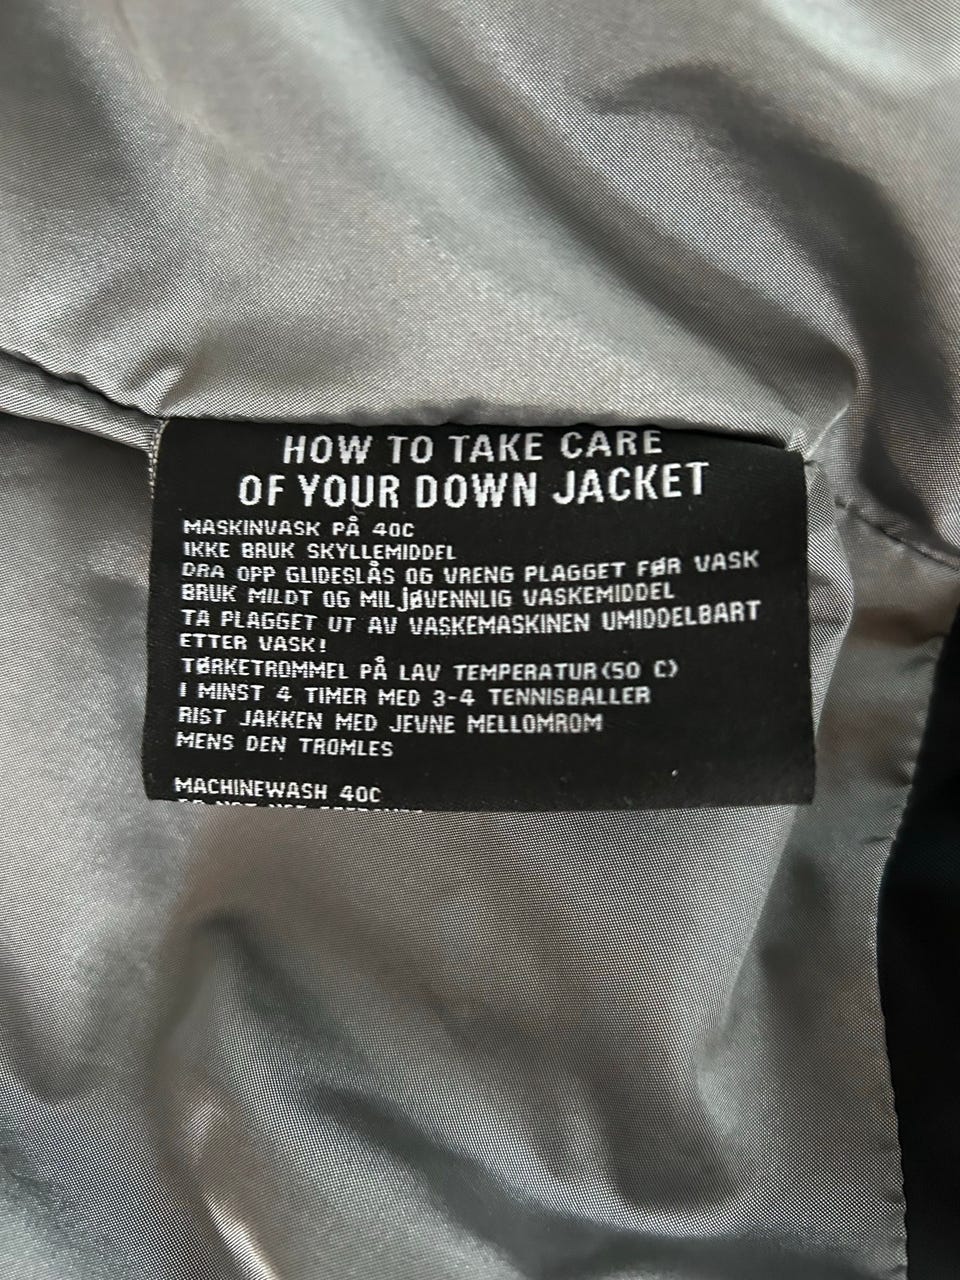 HOW TO TAKE CARE
OF YOUR DOWN JACKET
MASKINVASK PÅ 40C
IKKE BRUK SKYLLEMIDDEL
DRA OPP GLIDESLÅS OG VRENG PLAGGET FØR VASK
BRUK MILDT OG MILjØVENNLIG VASKEMIDDEL
TA PLAGGET UT AV VASKEMASKINEN UMIDDELBART
ETTER VASK!
TØRKETROMMEL PÅ LAV TEMPERATUR(50 C)
I MINST 4 TIMER MED 3-4 TENNISBALLER
RIST JAKKEN MED JEVNE MELLOMROM
MENS DEN TROMLES
MACHINEWASH 40C